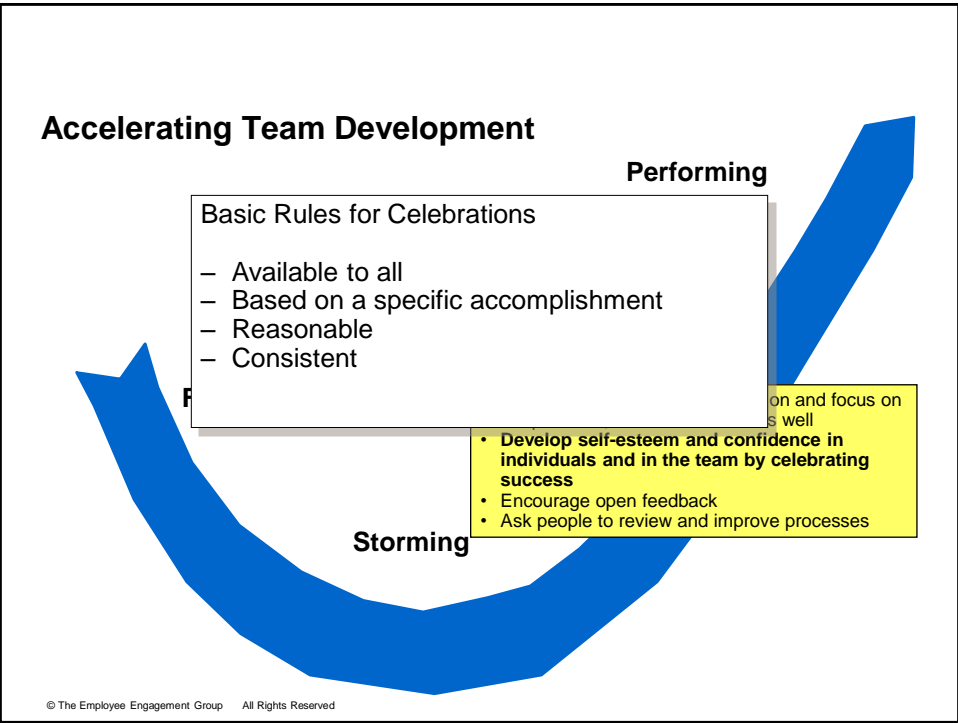 Accelerating Team Development
Performing
Basic Rules for Celebrations
– Available to all
– Based on a specific accomplishment
– Reasonable
– Consistent
F
on and focus on
s well
• Develop self-esteem and confidence in
individuals and in the team by celebrating
success
• Encourage open feedback
• Ask people to review and improve processes
Storming
© The Employee Engagement Group All Rights Reserved